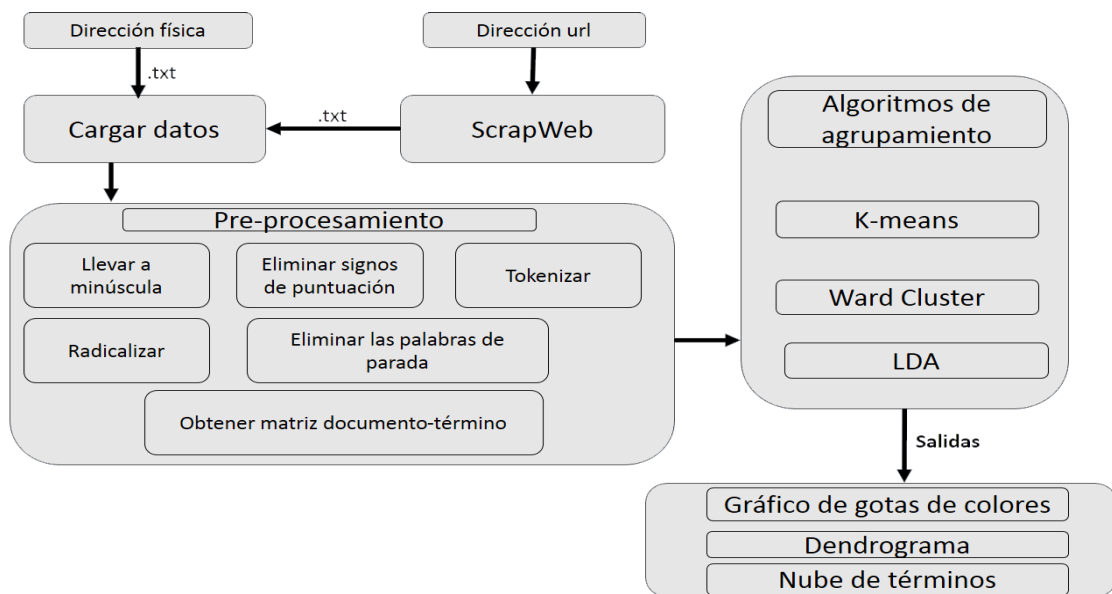 Dirección física
Dirección url
.txt
Cargar datos
.txt
ScrapWeb
Pre-procesamiento
Llevar a
minúscula
Eliminar signos
de puntuación
Tokenizar
Radicalizar
Eliminar las palabras de
parada
Obtener matriz documento-término
Algoritmos de
agrupamiento
K-means
Ward Cluster
LDA
Salidas
Gráfico de gotas de colores
Dendrograma
Nube de términos